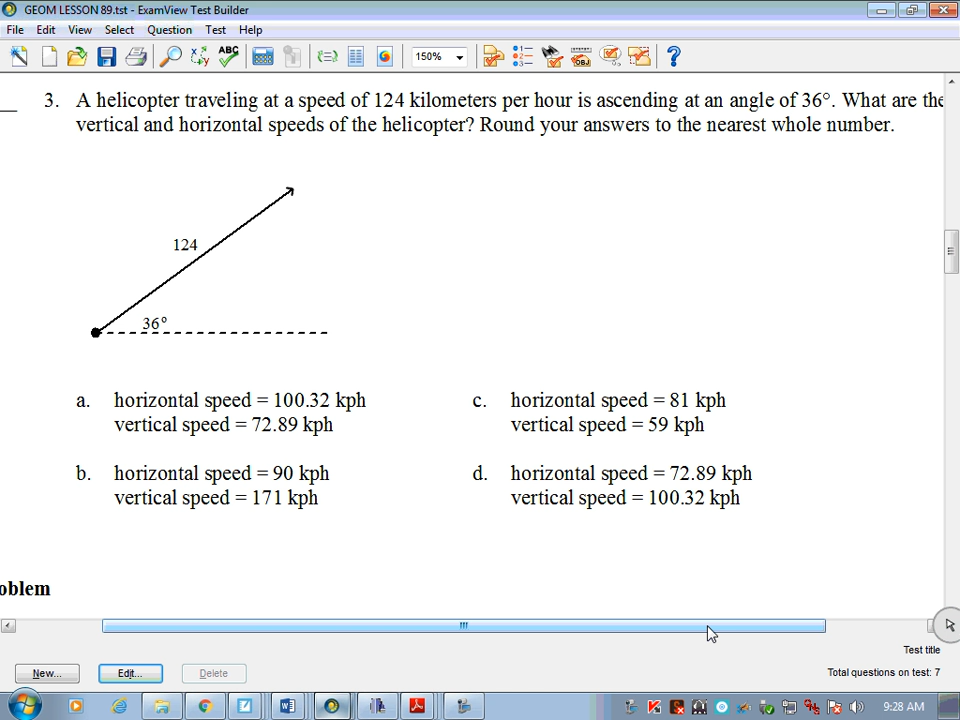 GEOM LESSON 89.tst - ExamView Test Builder
File Edit View Select Question Test Help
ABC
150%
OBJ
3. A helicopter traveling at a speed of 124 kilometers per hour is ascending at an angle of 36°. What are the
vertical and horizontal speeds of the helicopter? Round your answers to the nearest whole number.
124
36°
a. horizontal speed = 100.32 kph
vertical speed = 72.89 kph
b. horizontal speed = 90 kph
vertical speed = 171 kph
c. horizontal speed = 81 kph
vertical speed = 59 kph
d. horizontal speed = 72.89 kph
vertical speed = 100.32 kph
oblem
Test title
New... Edit... Delete
Total questions on test: 7
9:28 AM